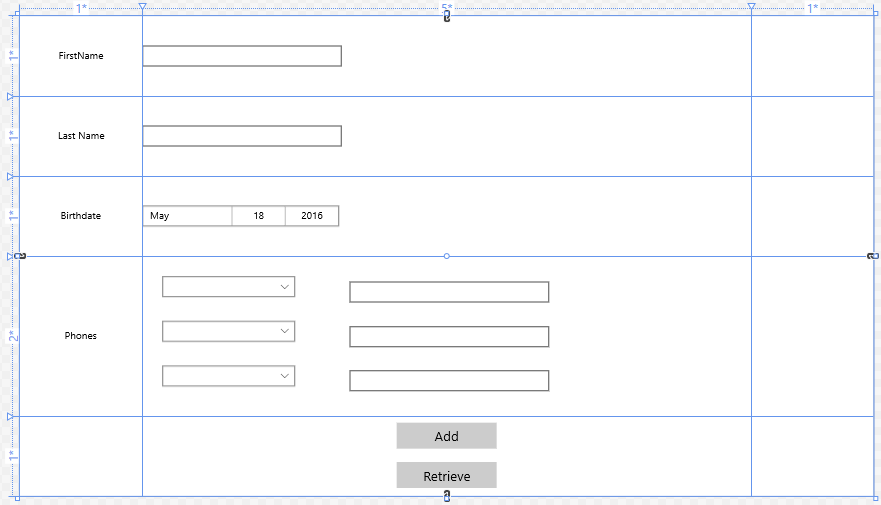 1* 5* 1*
1* FirstName
1* Last Name
1* Birthdate May 18 2016
2* Phones
Add
1*
Retrieve